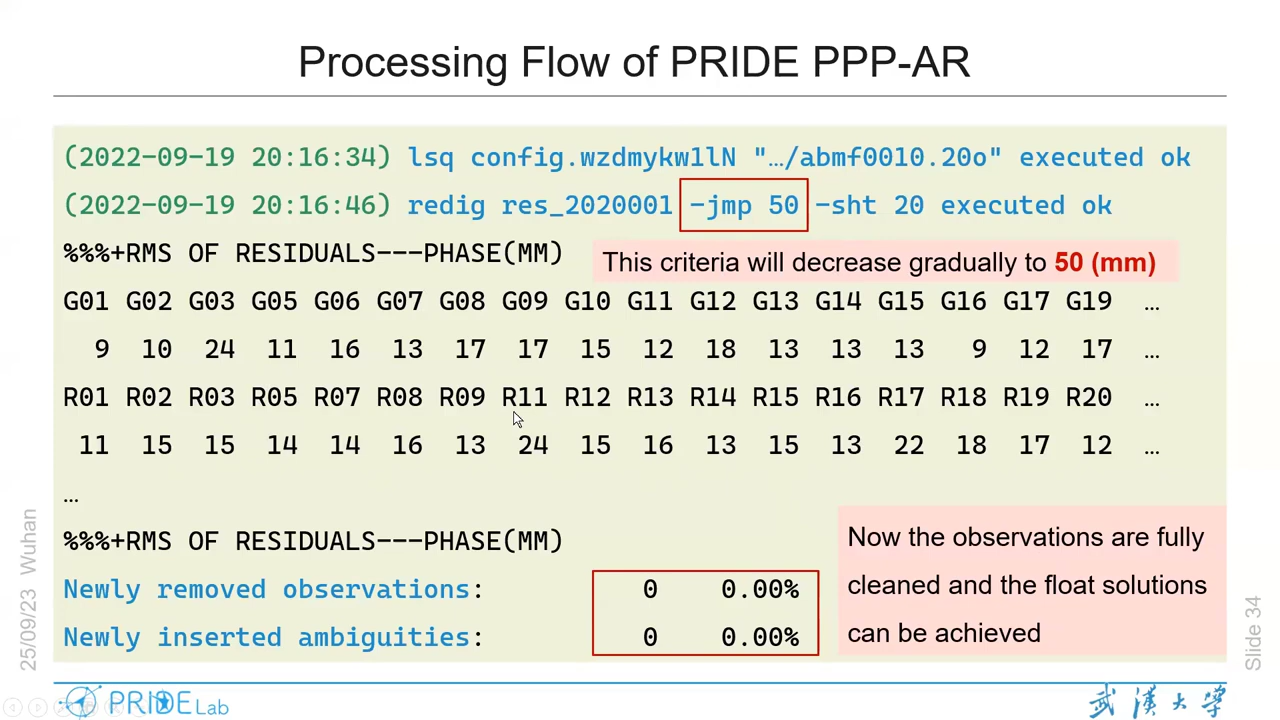 Processing Flow of PRIDE PPP-AR
(2022-09-19 20:16:34) lsq config.wzdmykw1lN "…/abmf0010.20o" executed ok
(2022-09-19 20:16:46) redig res_2020001 -jmp 50 -sht 20 executed ok
%%%+RMS OF RESIDUALS---PHASE(MM)
This criteria will decrease gradually to 50 (mm)
G01 G02 G03 G05 G06 G07 G08 G09 G10 G11 G12 G13 G14 G15 G16 G17 G19 …
9 10 24 11 16 13 17 17 15 12 18 13 13 13 9 12 17 …
R01 R02 R03 R05 R07 R08 R09 R11 R12 R13 R14 R15 R16 R17 R18 R19 R20 …
11 15 15 14 14 16 13 24 15 16 13 15 13 22 18 17 12 …
…
%%%+RMS OF RESIDUALS---PHASE(MM)
Newly removed observations: 0 0.00%
Newly inserted ambiguities: 0 0.00%
Now the observations are fully
cleaned and the float solutions
can be achieved
25/09/23 Wuhan
Slide 34
PRIDE Lab
武漢大学